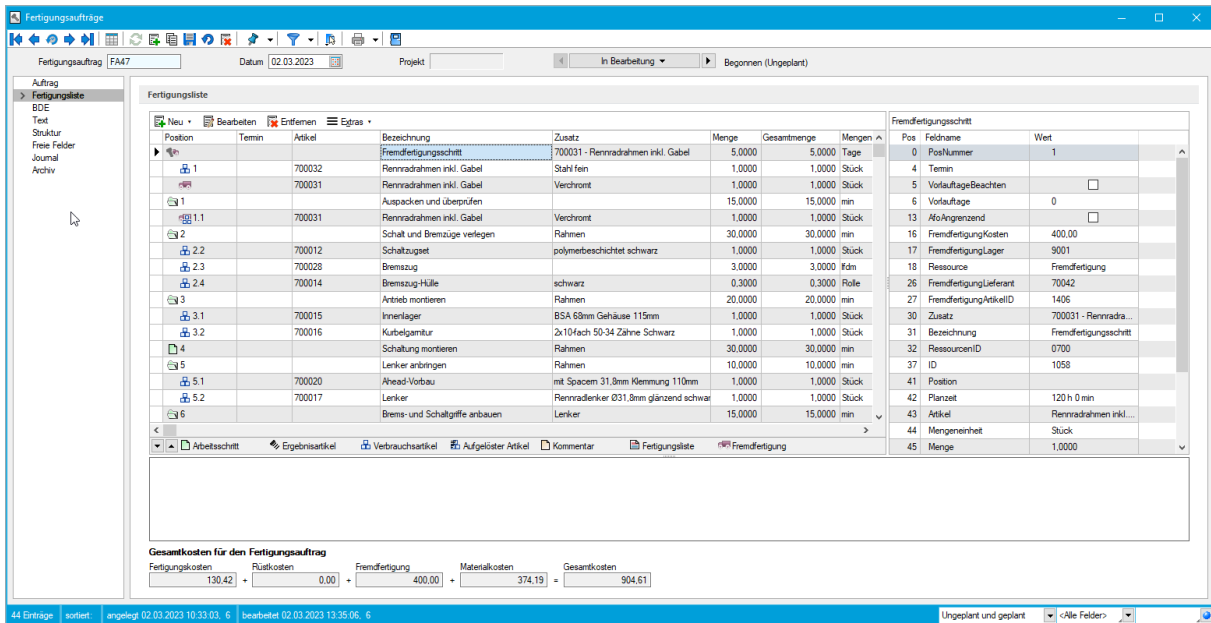 Fertigungsaufträge
Fertigungsauftrag FA47 Datum 02.03.2023 Projekt In Bearbeitung Begonnen (Ungeplant)
Auftrag
Fertigungsliste
BDE
Text
Struktur
Freie Felder
Journal
Archiv
Fertigungsliste
Neu Bearbeiten Entfernen Extras
Position Termin Artikel Bezeichnung Zusatz Menge Gesamtmenge Mengen
Fremdfertigungsschritt 700031 - Rennradrahmen inkl. Gabel 5,0000 5,0000 Tage
1 700032 Rennradrahmen inkl. Gabel Stahl fein 1,0000 1,0000 Stück
700031 Rennradrahmen inkl. Gabel Verchromt 1,0000 1,0000 Stück
1 Auspacken und überprüfen 15,0000 15,0000 min
1.1 700031 Rennradrahmen inkl. Gabel Verchromt 1,0000 1,0000 Stück
2 Schalt und Bremzüge verlegen Rahmen 30,0000 30,0000 min
2.2 700012 Schaltzugset polymerbeschichtet schwarz 1,0000 1,0000 Stück
2.3 700028 Bremszug 3,0000 3,0000 lfdm
2.4 700014 Bremszug-Hülle schwarz 0,3000 0,3000 Rolle
3 Antrieb montieren Rahmen 20,0000 20,0000 min
3.1 700015 Innenlager BSA 68mm Gehäuse 115mm 1,0000 1,0000 Stück
3.2 700016 Kurbelgarnitur 2x10-fach 50-34 Zähne Schwarz 1,0000 1,0000 Stück
4 Schaltung montieren Rahmen 30,0000 30,0000 min
5 Lenker anbringen Rahmen 10,0000 10,0000 min
5.1 700020 Ahead-Vorbau mit Spacern 31,8mm Klemmung 110mm 1,0000 1,0000 Stück
5.2 700017 Lenker Rennradlenker Ø31,8mm glänzend schwar 1,0000 1,0000 Stück
6 Brems- und Schaltgriffe anbauen Lenker 15,0000 15,0000 min
Arbeitsschritt Ergebnisartikel Verbrauchsartikel Aufgelöster Artikel Kommentar Fertigungsliste Fremdfertigung
Fremdfertigungsschritt
Pos Feldname Wert
0 PosNummer 1
4 Termin
5 VorlauftageBeachten
6 Vorlauftage 0
13 AfoAngrenzend
16 FremdfertigungKosten 400,00
17 FremdfertigungLager 9001
18 Ressource Fremdfertigung
26 FremdfertigungLieferant 70042
27 FremdfertigungArtikelID 1406
30 Zusatz 700031 - Rennradra...
31 Bezeichnung Fremdfertigungsschritt
32 RessourcenID 0700
37 ID 1058
41 Position
42 Planzeit 120 h 0 min
43 Artikel Rennradrahmen inkl....
44 Mengeneinheit Stück
45 Menge 1,0000
Gesamtkosten für den Fertigungsauftrag
Fertigungskosten Rüstkosten Fremdfertigung Materialkosten Gesamtkosten
130,42 + 0,00 + 400,00 + 374,19 = 904,61
44 Einträge sortiert: angelegt 02.03.2023 10:33:03, 6 bearbeitet 02.03.2023 13:35:06, 6 Ungeplant und geplant <Alle Felder>